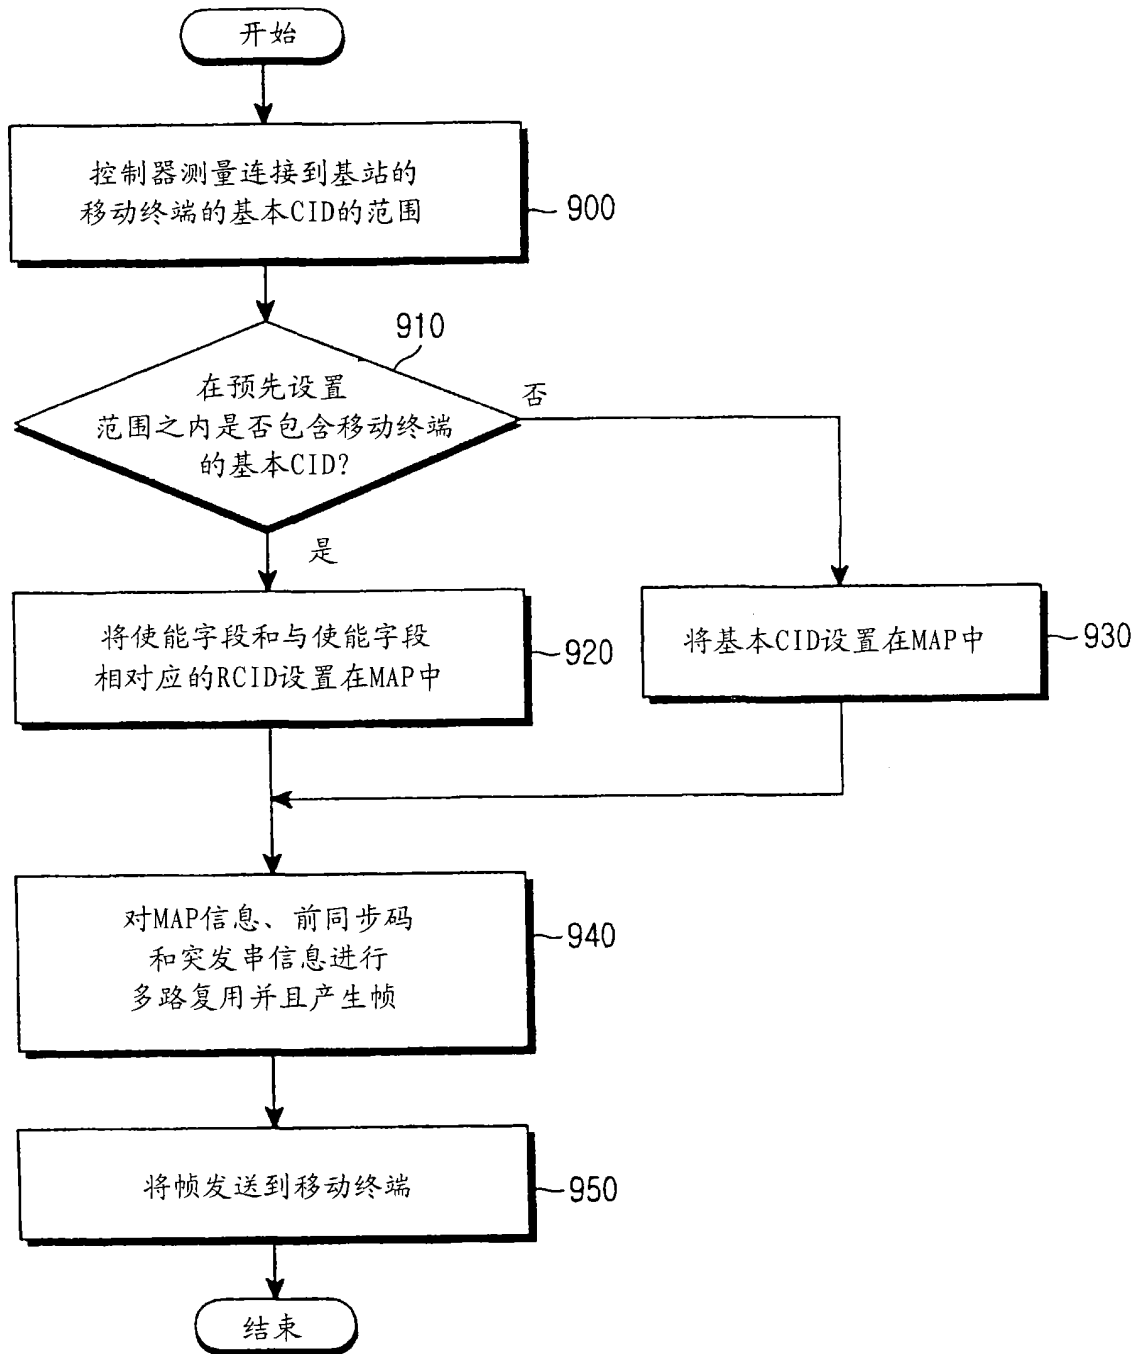 开始
控制器测量连接到基站的
移动终端的基本CID的范围
900
910
在预先设置
范围之内是否包含移动终端
的基本CID?
否
是
将使能字段和与使能字段
相对应的RCID设置在MAP中
920
将基本CID设置在MAP中
930
对MAP信息、前同步码
和突发串信息进行
多路复用并且产生帧
940
将帧发送到移动终端
950
结束